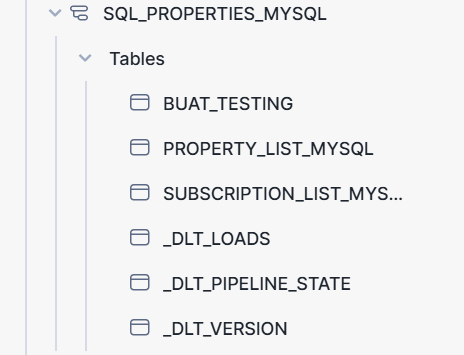 SQL_PROPERTIES_MYSQL
Tables
BUAT_TESTING
PROPERTY_LIST_MYSQL
SUBSCRIPTION_LIST_MYS...
_DLT_LOADS
_DLT_PIPELINE_STATE
_DLT_VERSION